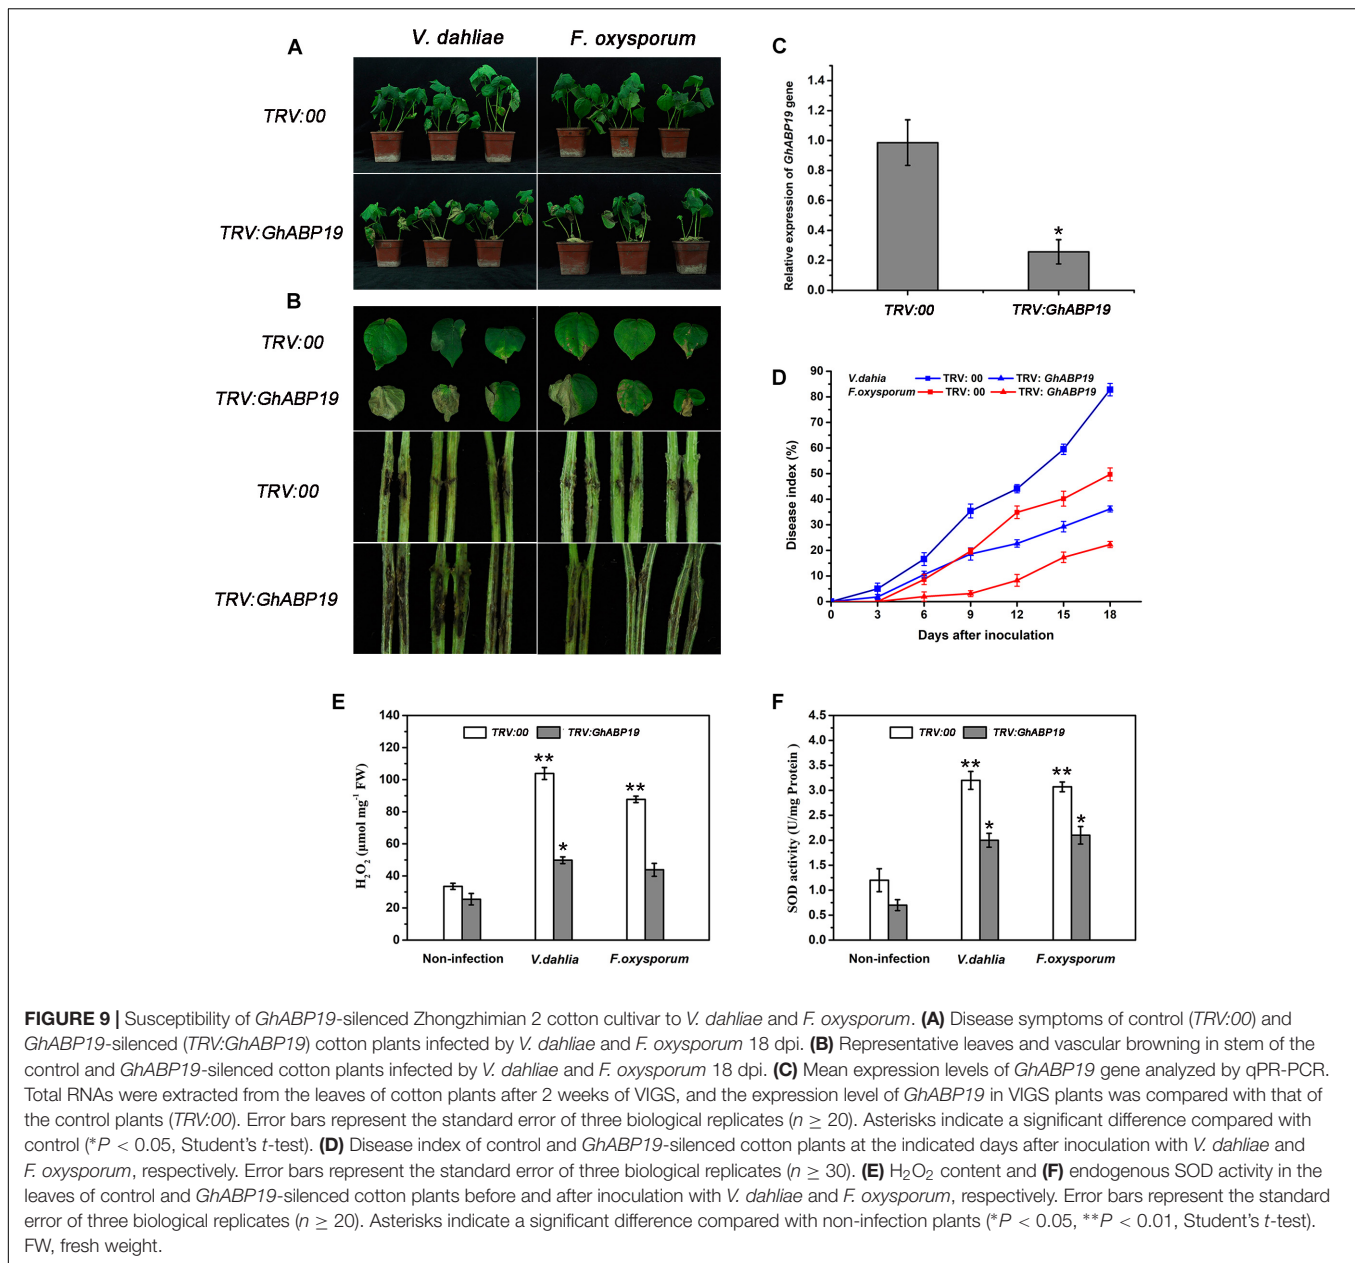 A
V. dahliae
F. oxysporum
TRV:00
TRV:GhABP19
B
TRV:00
TRV:GhABP19
TRV:00
TRV:GhABP19
C
Relative expression of GhABP19 gene
1.4
1.2
1.0
0.8
0.6
0.4
0.2
0.0
*
TRV:00
TRV:GhABP19
D
V.dahia TRV: 00 TRV: GhABP19
F.oxysporum TRV: 00 TRV: GhABP19
Disease index (%)
90
80
70
60
50
40
30
20
10
0
0 3 6 9 12 15 18
Days after inoculation
E
TRV:00 TRV:GhABP19
H₂O₂ (μmol mg⁻¹ FW)
140
120
100
80
60
40
20
0
**
*
**
Non-infection V.dahlia F.oxysporum
F
TRV:00 TRV:GhABP19
SOD activity (U/mg Protein )
4.5
4.0
3.5
3.0
2.5
2.0
1.5
1.0
0.5
0.0
**
*
**
*
Non-infection V.dahlia F.oxysporum
FIGURE 9 | Susceptibility of GhABP19-silenced Zhongzhimian 2 cotton cultivar to V. dahliae and F. oxysporum. (A) Disease symptoms of control (TRV:00) and
GhABP19-silenced (TRV:GhABP19) cotton plants infected by V. dahliae and F. oxysporum 18 dpi. (B) Representative leaves and vascular browning in stem of the
control and GhABP19-silenced cotton plants infected by V. dahliae and F. oxysporum 18 dpi. (C) Mean expression levels of GhABP19 gene analyzed by qPR-PCR.
Total RNAs were extracted from the leaves of cotton plants after 2 weeks of VIGS, and the expression level of GhABP19 in VIGS plants was compared with that of
the control plants (TRV:00). Error bars represent the standard error of three biological replicates (n ≥ 20). Asterisks indicate a significant difference compared with
control (*P < 0.05, Student's t-test). (D) Disease index of control and GhABP19-silenced cotton plants at the indicated days after inoculation with V. dahliae and
F. oxysporum, respectively. Error bars represent the standard error of three biological replicates (n ≥ 30). (E) H₂O₂ content and (F) endogenous SOD activity in the
leaves of control and GhABP19-silenced cotton plants before and after inoculation with V. dahliae and F. oxysporum, respectively. Error bars represent the standard
error of three biological replicates (n ≥ 20). Asterisks indicate a significant difference compared with non-infection plants (*P < 0.05, **P < 0.01, Student's t-test).
FW, fresh weight.